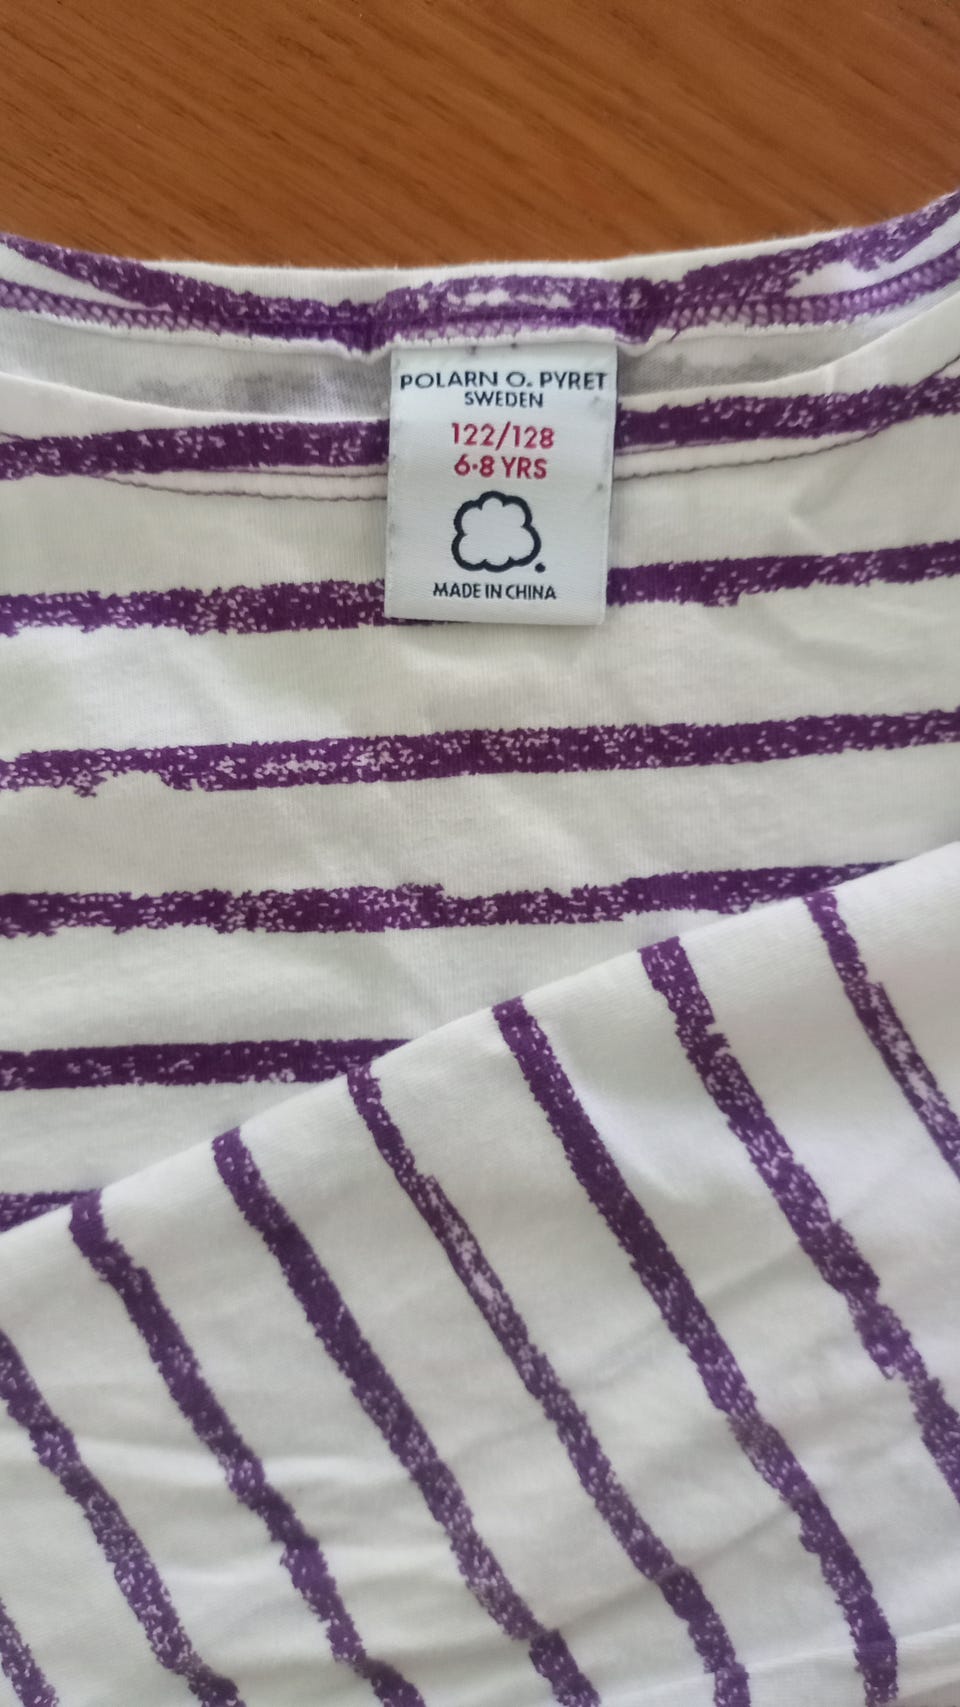 POLARN O. PYRET
SWEDEN
122/128
6-8 YRS
MADE IN CHINA